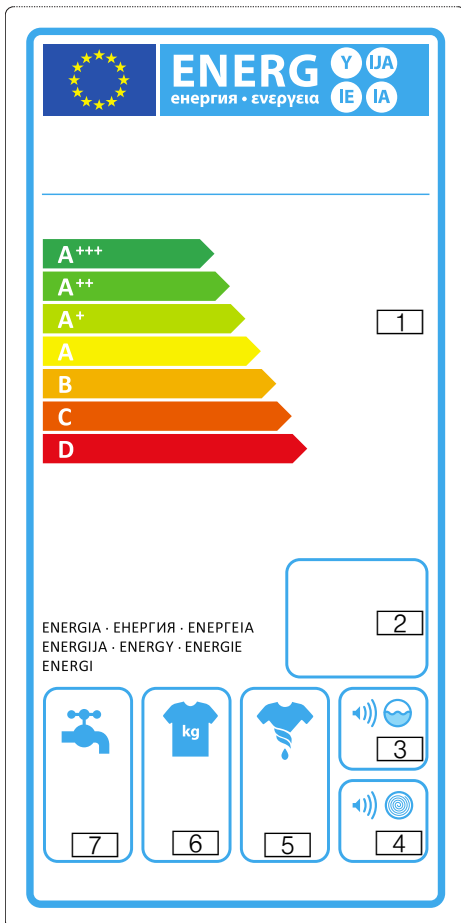 ENERG Y IJA
енергия · ενεργεια IE IA
A+++
A++
A+
1
A
B
C
D
2
ENERGIA · ЕНЕРГИЯ · ΕΝΕΡΓΕΙΑ
ENERGIJA · ENERGY · ENERGIE
ENERGI
kg
3
4
7 6 5